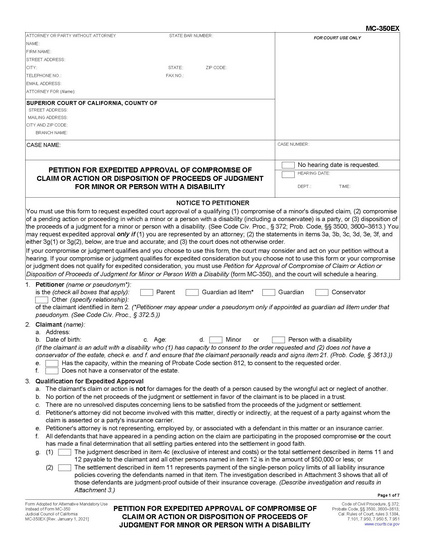 MC-350EX
ATTORNEY OR PARTY WITHOUT ATTORNEY STATE BAR NUMBER:
FOR COURT USE ONLY
NAME:
FIRM NAME:
STREET ADDRESS:
CITY: STATE: ZIP CODE:
TELEPHONE NO.: FAX NO.:
EMAIL ADDRESS:
ATTORNEY FOR (Name):
SUPERIOR COURT OF CALIFORNIA, COUNTY OF
STREET ADDRESS:
MAILING ADDRESS:
CITY AND ZIP CODE:
BRANCH NAME:
CASE NAME:
CASE NUMBER:
PETITION FOR EXPEDITED APPROVAL OF COMPROMISE OF
CLAIM OR ACTION OR DISPOSITION OF PROCEEDS OF JUDGMENT
FOR MINOR OR PERSON WITH A DISABILITY
No hearing date is requested.
HEARING DATE:
DEPT.: TIME:
NOTICE TO PETITIONER
You must use this form to request expedited court approval of a qualifying (1) compromise of a minor's disputed claim, (2) compromise
of a pending action or proceeding in which a minor or a person with a disability (including a conservatee) is a party, or (3) disposition of
the proceeds of a judgment for a minor or person with a disability. (See Code Civ. Proc., § 372; Prob. Code, §§ 3500, 3600–3613.) You
may request expedited approval only if (1) you are represented by an attorney, (2) the statements in items 3a, 3b, 3c, 3d, 3e, 3f, and
either 3g(1) or 3g(2), below, are true and accurate; and (3) the court does not otherwise order.
If your compromise or judgment qualifies and you choose to use this form, the court may consider and act on your petition without a
hearing. If your compromise or judgment qualifies for expedited consideration but you choose not to use this form or your compromise
or judgment does not qualify for expedited consideration, you must use Petition for Approval of Compromise of Claim or Action or
Disposition of Proceeds of Judgment for Minor or Person With a Disability (form MC-350), and the court will schedule a hearing.
1. Petitioner (name or pseudonym*):
is the (check all boxes that apply): Parent Guardian ad litem* Guardian Conservator
Other (specify relationship):
of the claimant identified in item 2. (*Petitioner may appear under a pseudonym only if appointed as guardian ad litem under that
pseudonym. (See Code Civ. Proc., § 372.5.))
2. Claimant (name):
a. Address:
b. Date of birth: c. Age: d. Minor or Person with a disability
(If the claimant is an adult with a disability who (1) has capacity to consent to the order requested and (2) does not have a
conservator of the estate, check e. and f. and ensure that the claimant personally reads and signs item 21. (Prob. Code, § 3613.))
e. Has the capacity, within the meaning of Probate Code section 812, to consent to the requested order.
f. Does not have a conservator of the estate.
3. Qualification for Expedited Approval
a. The claimant's claim or action is not for damages for the death of a person caused by the wrongful act or neglect of another.
b. No portion of the net proceeds of the judgment or settlement in favor of the claimant is to be placed in a trust.
c. There are no unresolved disputes concerning liens to be satisfied from the proceeds of the judgment or settlement.
d. Petitioner's attorney did not become involved with this matter, directly or indirectly, at the request of a party against whom the
claim is asserted or a party's insurance carrier.
e. Petitioner's attorney is not representing, employed by, or associated with a defendant in this matter or an insurance carrier.
f. All defendants that have appeared in a pending action on the claim are participating in the proposed compromise or the court
has made a final determination that all settling parties entered into the settlement in good faith.
g. (1) The judgment described in item 4c (exclusive of interests and costs) or the total settlement described in items 11 and
12 payable to the claimant and all other persons named in item 12 is in the amount of $50,000 or less; or
(2) The settlement described in item 11 represents payment of the single-person policy limits of all liability insurance
policies covering the defendants named in that item. The investigation described in Attachment 3 shows that all of
those defendants are judgment-proof outside of their insurance coverage. (Describe investigation and results in
Attachment 3.)
Page 1 of 7
Form Adopted for Alternative Mandatory Use
Instead of Form MC-350
Judicial Council of California
MC-350EX [Rev. January 1, 2021]
PETITION FOR EXPEDITED APPROVAL OF COMPROMISE OF
CLAIM OR ACTION OR DISPOSITION OF PROCEEDS OF
JUDGMENT FOR MINOR OR PERSON WITH A DISABILITY
Code of Civil Procedure, § 372;
Probate Code, §§ 3500, 3600–3613;
Cal. Rules of Court, rules 3.1384,
7.101, 7.950, 7.950.5, 7.951
www.courts.ca.gov